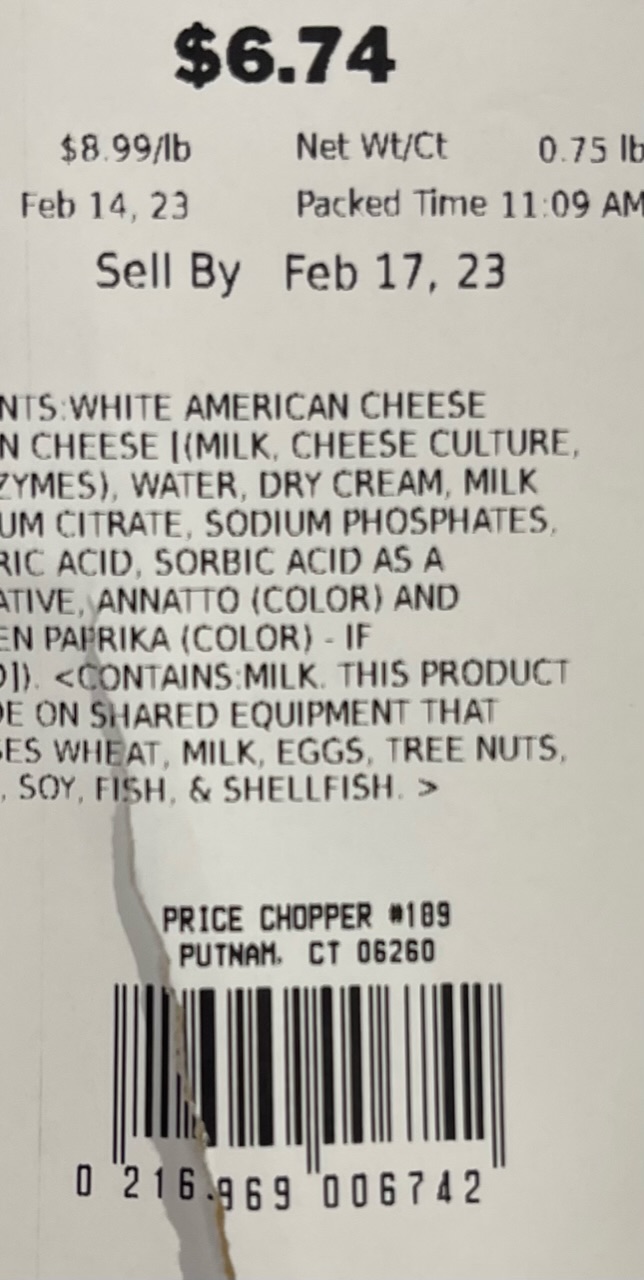 $6.74
$8.99/lb Net Wt/Ct 0.75 lb
Feb 14, 23 Packed Time 11:09 AM
Sell By Feb 17, 23
NTS:WHITE AMERICAN CHEESE
N CHEESE [(MILK, CHEESE CULTURE,
ZYMES), WATER, DRY CREAM, MILK
UM CITRATE, SODIUM PHOSPHATES,
RIC ACID, SORBIC ACID AS A
ATIVE, ANNATTO (COLOR) AND
EN PAPRIKA (COLOR) - IF
D]). <CONTAINS:MILK. THIS PRODUCT
DE ON SHARED EQUIPMENT THAT
SES WHEAT, MILK, EGGS, TREE NUTS,
, SOY, FISH, & SHELLFISH. >
PRICE CHOPPER #189
PUTNAM, CT 06260
0 216969 006742